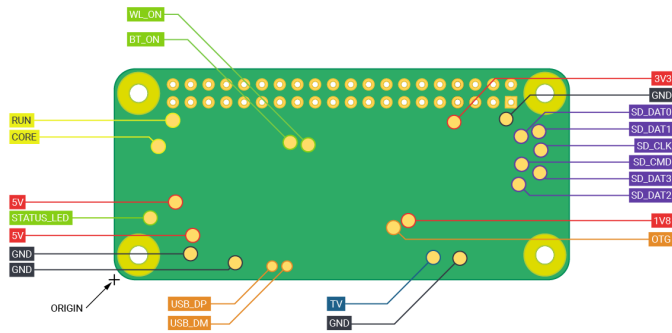 WL_ON
BT_ON
3V3
GND
SD_DAT0
SD_DAT1
SD_CLK
SD_CMD
SD_DAT3
SD_DAT2
RUN
CORE
5V
STATUS_LED
5V
GND
GND
1V8
OTG
ORIGIN
USB_DP
USB_DM
TV
GND